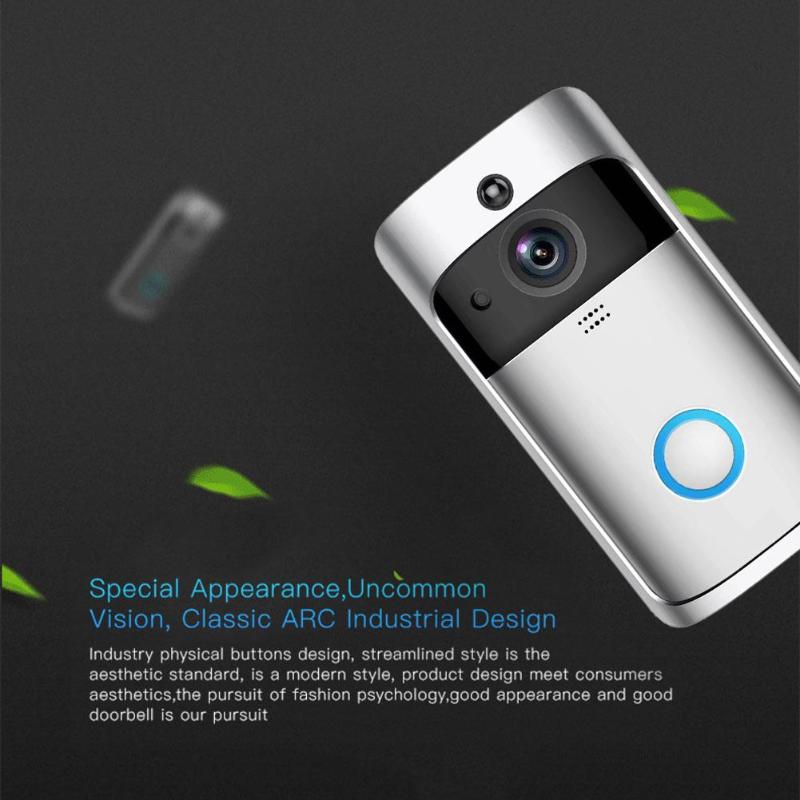 Special Appearance,Uncommon
Vision, Classic ARC Industrial Design
Industry physical buttons design, streamlined style is the
aesthetic standard, is a modern style, product design meet consumers
aesthetics,the pursuit of fashion psychology,good appearance and good
doorbell is our pursuit